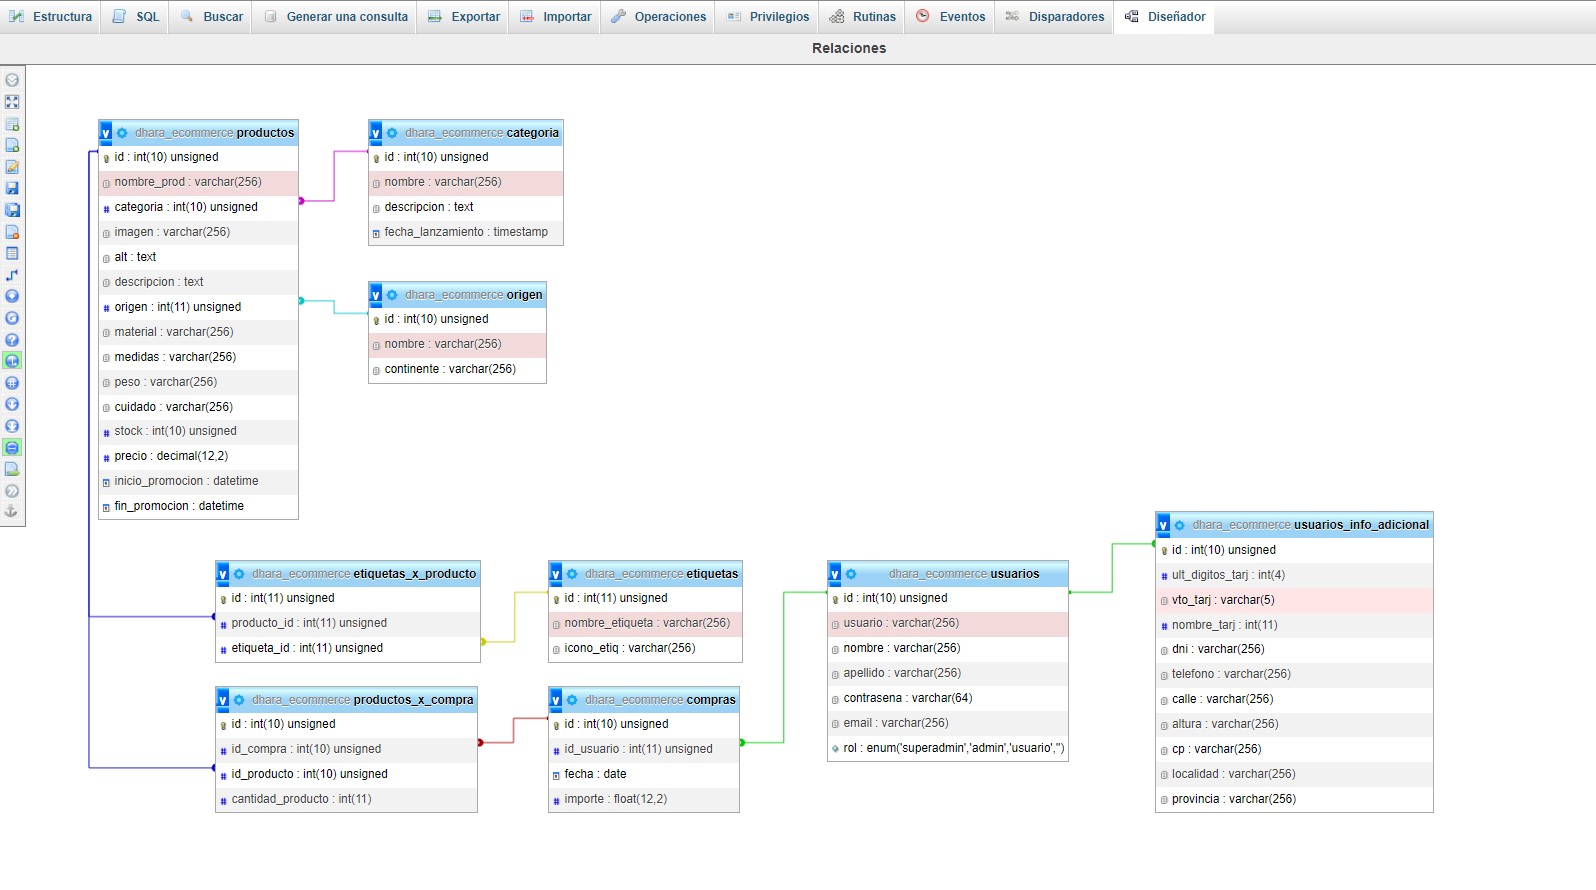 Estructura SQL Buscar Generar una consulta Exportar Importar Operaciones Privilegios Rutinas Eventos Disparadores Diseñador
Relaciones
v dhara_ecommerce productos
id : int(10) unsigned
nombre_prod : varchar(256)
# categoria : int(10) unsigned
imagen : varchar(256)
alt : text
descripcion : text
# origen : int(11) unsigned
material : varchar(256)
medidas : varchar(256)
peso : varchar(256)
cuidado : varchar(256)
# stock : int(10) unsigned
# precio : decimal(12,2)
inicio_promocion : datetime
fin_promocion : datetime
v dhara_ecommerce categoria
id : int(10) unsigned
nombre : varchar(256)
descripcion : text
fecha_lanzamiento : timestamp
v dhara_ecommerce origen
id : int(10) unsigned
nombre : varchar(256)
continente : varchar(256)
v dhara_ecommerce etiquetas_x_producto
id : int(11) unsigned
# producto_id : int(11) unsigned
# etiqueta_id : int(11) unsigned
v dhara_ecommerce etiquetas
id : int(11) unsigned
nombre_etiqueta : varchar(256)
icono_etiq : varchar(256)
v dhara_ecommerce productos_x_compra
id : int(10) unsigned
# id_compra : int(10) unsigned
# id_producto : int(10) unsigned
# cantidad_producto : int(11)
v dhara_ecommerce compras
id : int(10) unsigned
# id_usuario : int(11) unsigned
fecha : date
# importe : float(12,2)
v dhara_ecommerce usuarios
id : int(10) unsigned
usuario : varchar(256)
nombre : varchar(256)
apellido : varchar(256)
contrasena : varchar(64)
email : varchar(256)
rol : enum('superadmin','admin','usuario','')
v dhara_ecommerce usuarios_info_adicional
id : int(10) unsigned
# ult_digitos_tarj : int(4)
vto_tarj : varchar(5)
# nombre_tarj : int(11)
dni : varchar(256)
telefono : varchar(256)
calle : varchar(256)
altura : varchar(256)
cp : varchar(256)
localidad : varchar(256)
provincia : varchar(256)